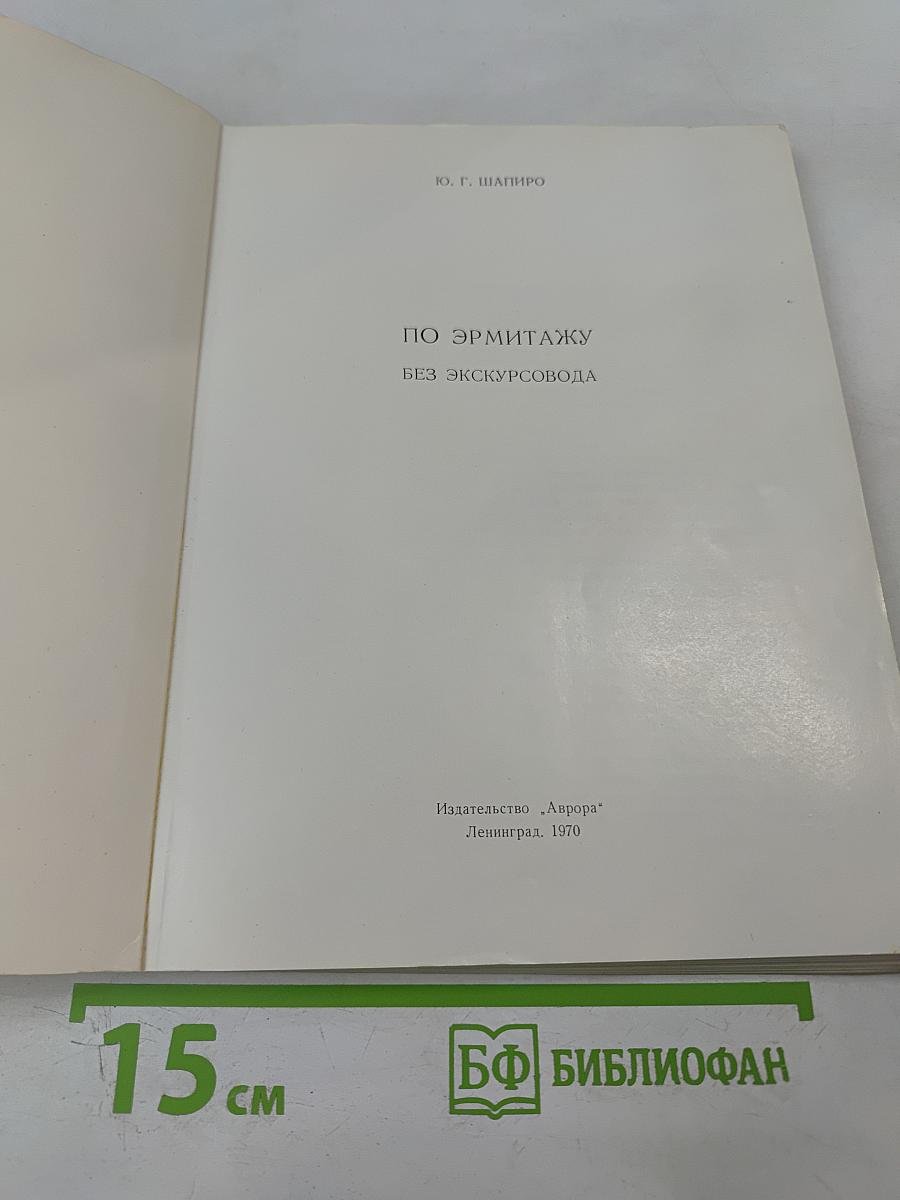 Ю. Г. ШАПИРО
ПО ЭРМИТАЖУ
БЕЗ ЭКСКУРСОВОДА
Издательство „Аврора“
Ленинград. 1970
15 см
БФ БИБЛИОФАН